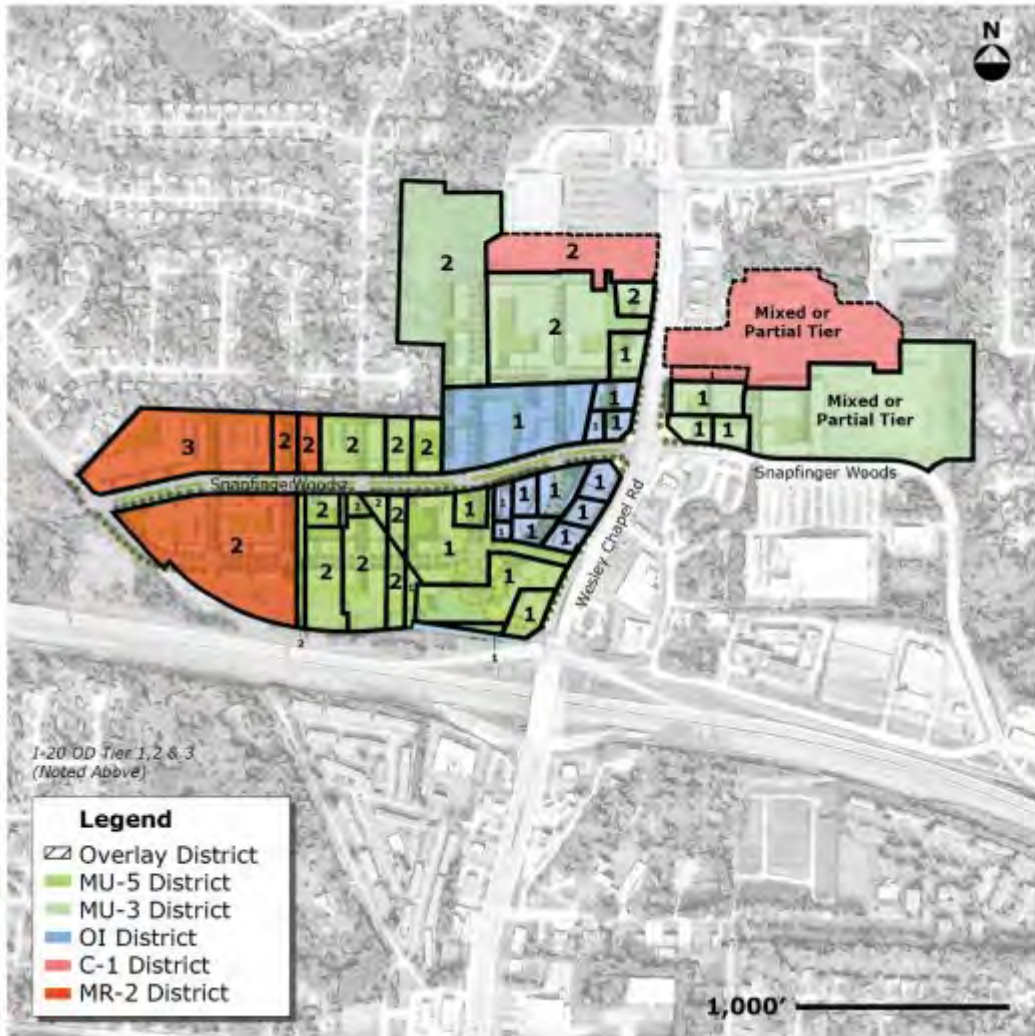 N
2
2
2
2
1
Mixed or
Partial Tier
Mixed or
Partial Tier
1
1
1
1
1
1
1
1
3
2
2
2
2
2
Snapfinger Woods
Snapfinger Woods
2
2
2
2
2
2
2
2
1
1
1
1
1
1
1
1
1
1
1
1
2
1
Wesley Chapel Rd
I-20 OD Tier 1,2 & 3
(Noted Above)
Legend
Overlay District
MU-5 District
MU-3 District
OI District
C-1 District
MR-2 District
1,000'